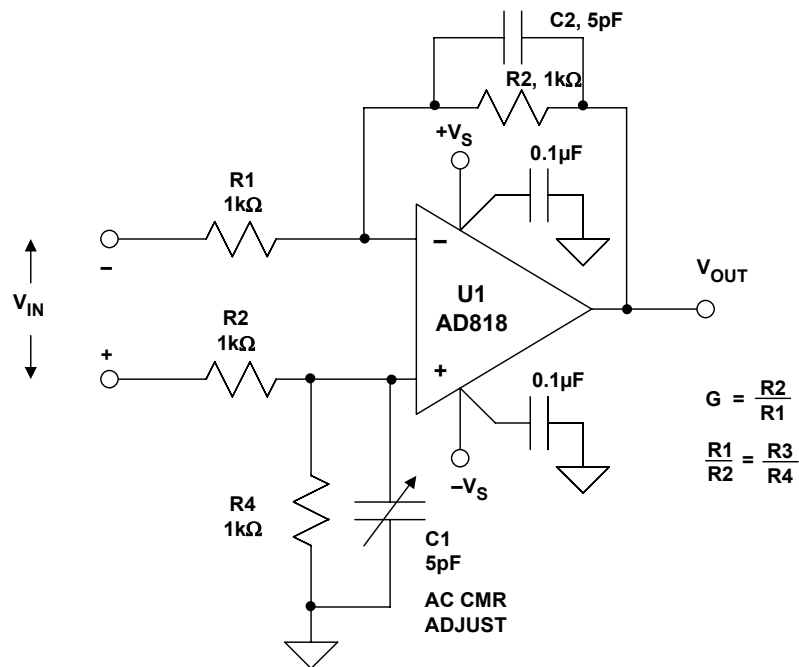 C2, 5pF
R2, 1kΩ
+VS
0.1µF
R1
1kΩ
–
–
VIN
U1
AD818
VOUT
R2
1kΩ
+
+
0.1µF
G = R2
R1
R1 = R3
R2 R4
–VS
R4
1kΩ
C1
5pF
AC CMR
ADJUST